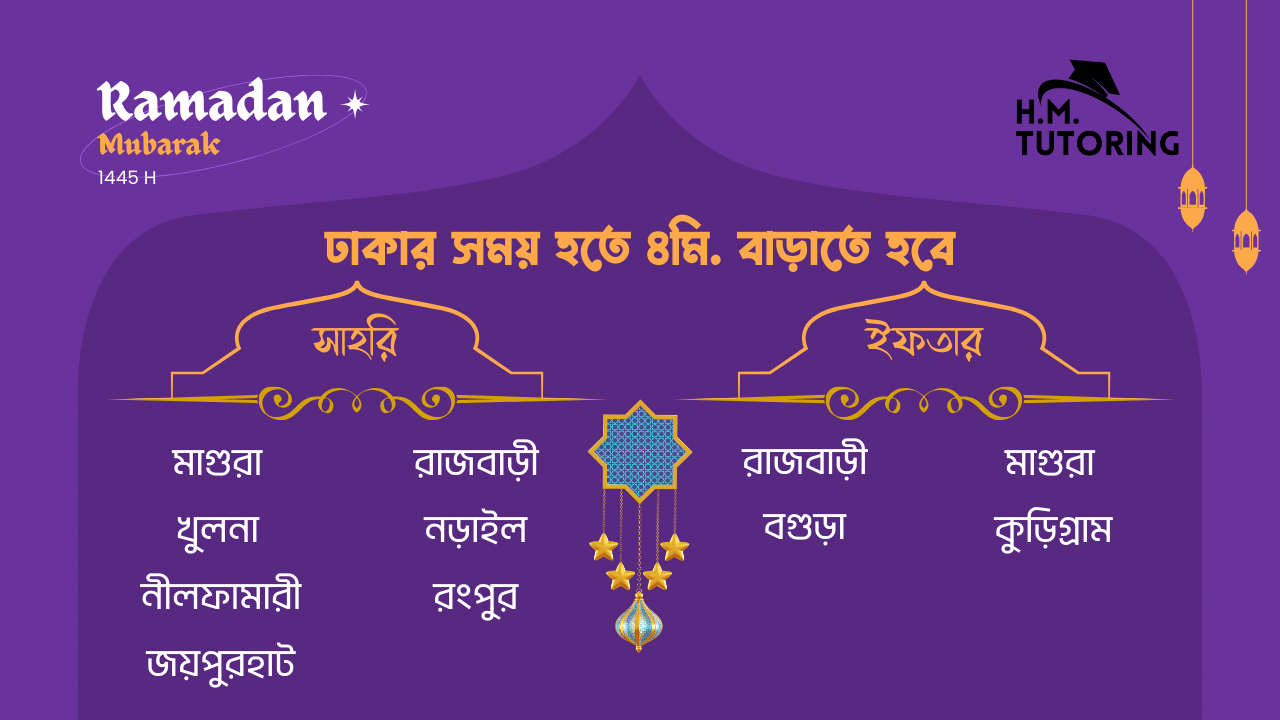 Ramadan
Mubarak
1445 H
H.M.
TUTORING
ঢাকার সময় হতে ৪মি. বাড়াতে হবে
সাহরি
ইফতার
মাগুরা
রাজবাড়ী
খুলনা
নড়াইল
নীলফামারী
রংপুর
জয়পুরহাট
রাজবাড়ী
মাগুরা
বগুড়া
কুড়িগ্রাম